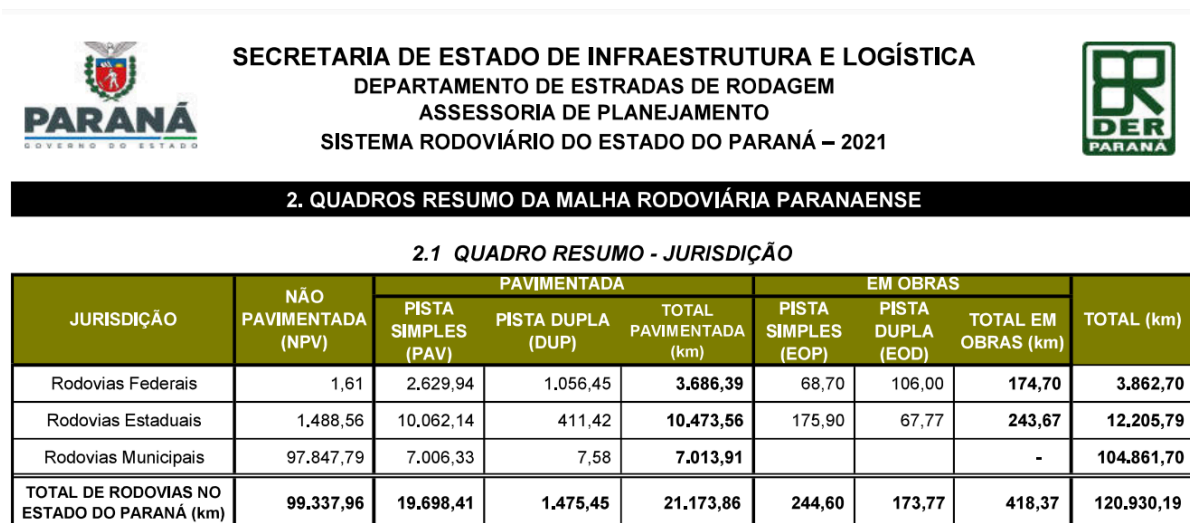 SECRETARIA DE ESTADO DE INFRAESTRUTURA E LOGÍSTICA
DEPARTAMENTO DE ESTRADAS DE RODAGEM
ASSESSORIA DE PLANEJAMENTO
SISTEMA RODOVIÁRIO DO ESTADO DO PARANÁ – 2021
PARANÁ
GOVERNO DO ESTADO
DER
PARANÁ
2. QUADROS RESUMO DA MALHA RODOVIÁRIA PARANAENSE
2.1 QUADRO RESUMO - JURISDIÇÃO
JURISDIÇÃO
NÃO
PAVIMENTADA
(NPV)
PAVIMENTADA
PISTA
SIMPLES
(PAV)
PISTA DUPLA
(DUP)
TOTAL
PAVIMENTADA
(km)
EM OBRAS
PISTA
SIMPLES
(EOP)
PISTA
DUPLA
(EOD)
TOTAL EM
OBRAS (km)
TOTAL (km)
Rodovias Federais 1,61 2.629,94 1.056,45 3.686,39 68,70 106,00 174,70 3.862,70
Rodovias Estaduais 1.488,56 10.062,14 411,42 10.473,56 175,90 67,77 243,67 12.205,79
Rodovias Municipais 97.847,79 7.006,33 7,58 7.013,91 - 104.861,70
TOTAL DE RODOVIAS NO
ESTADO DO PARANÁ (km) 99.337,96 19.698,41 1.475,45 21.173,86 244,60 173,77 418,37 120.930,19